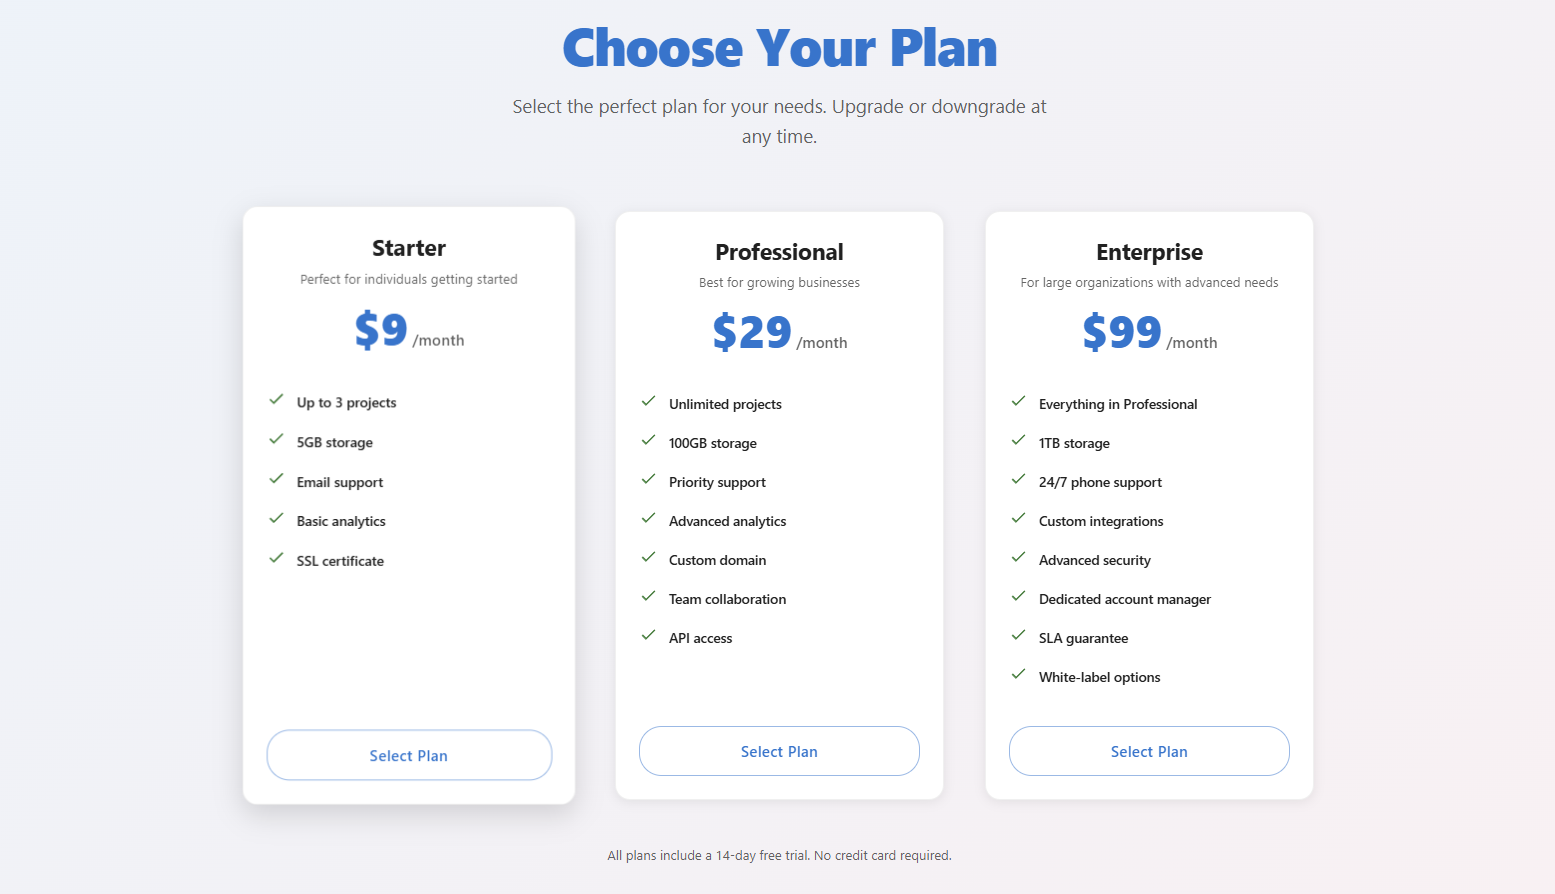 Choose Your Plan
Select the perfect plan for your needs. Upgrade or downgrade at
any time.
Starter
Perfect for individuals getting started
$9 /month
Up to 3 projects
5GB storage
Email support
Basic analytics
SSL certificate
Select Plan
Professional
Best for growing businesses
$29 /month
Unlimited projects
100GB storage
Priority support
Advanced analytics
Custom domain
Team collaboration
API access
Select Plan
Enterprise
For large organizations with advanced needs
$99 /month
Everything in Professional
1TB storage
24/7 phone support
Custom integrations
Advanced security
Dedicated account manager
SLA guarantee
White-label options
Select Plan
All plans include a 14-day free trial. No credit card required.